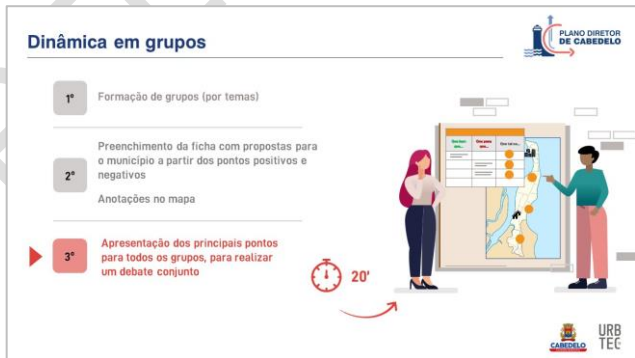 Dinâmica em grupos
PLANO DIRETOR
DE CABEDELO
1º
Formação de grupos (por temas)
2º
Preenchimento da ficha com propostas para
o município a partir dos pontos positivos e
negativos
Anotações no mapa
3º
Apresentação dos principais pontos
para todos os grupos, para realizar
um debate conjunto
20'
CABEDELO
URB
TEC